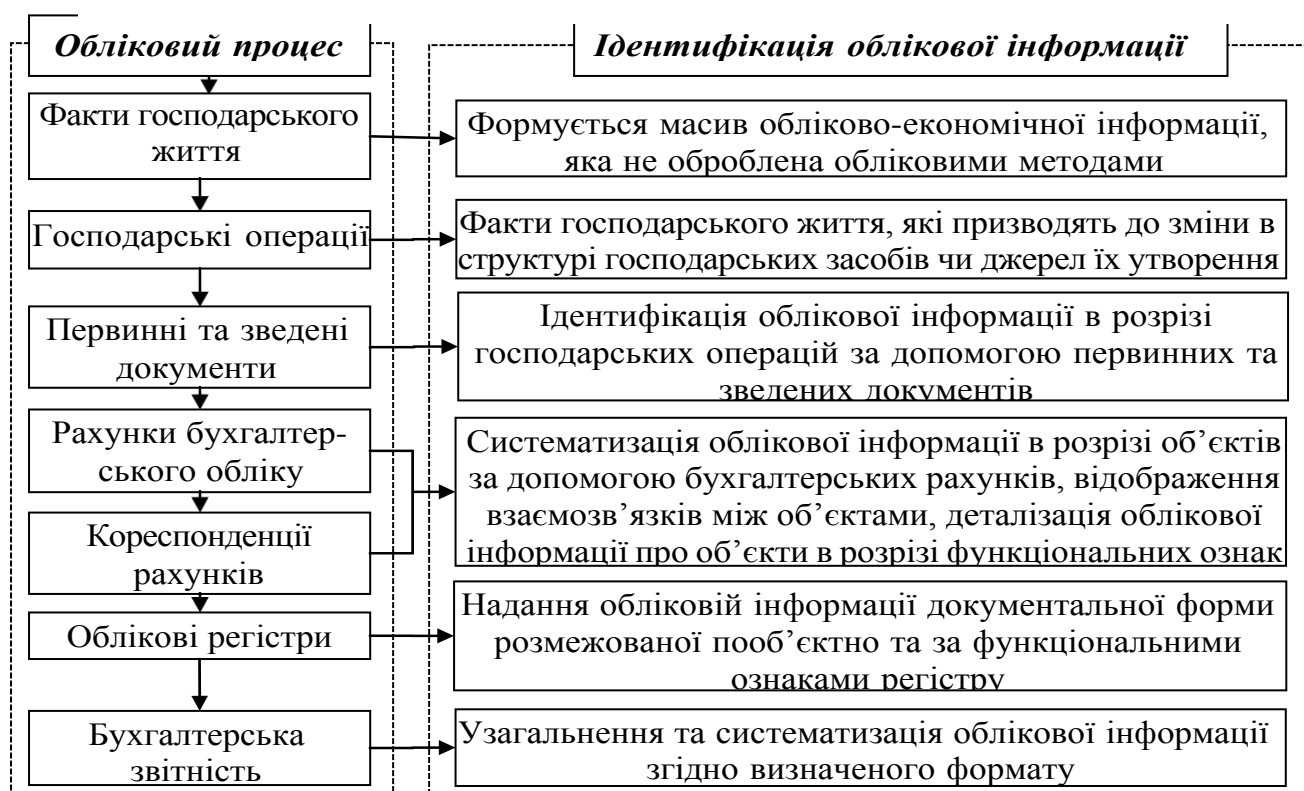 Обліковий процес
Ідентифікація облікової інформації
Факти господарського
життя
Формується масив обліково-економічної інформації,
яка не оброблена обліковими методами
Господарські операції
Факти господарського життя, які призводять до зміни в
структурі господарських засобів чи джерел їх утворення
Первинні та зведені
документи
Ідентифікація облікової інформації в розрізі
господарських операцій за допомогою первинних та
зведених документів
Рахунки бухгалтер-
ського обліку
Кореспонденції
рахунків
Систематизація облікової інформації в розрізі об’єктів
за допомогою бухгалтерських рахунків, відображення
взаємозв’язків між об’єктами, деталізація облікової
інформації про об’єкти в розрізі функціональних ознак
Облікові регістри
Надання обліковій інформації документальної форми
розмежованої пооб’єктно та за функціональними
ознаками регістру
Бухгалтерська
звітність
Узагальнення та систематизація облікової інформації
згідно визначеного формату